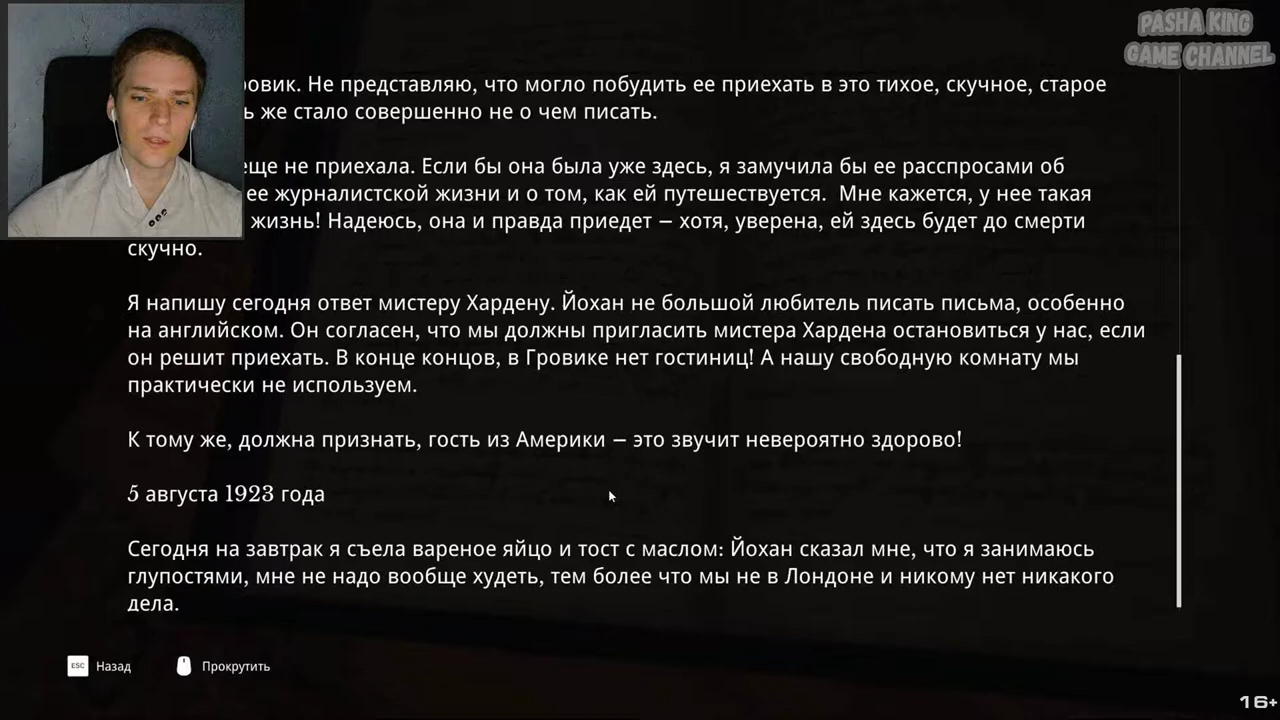 PASHA KING
GAME CHANNEL
ровик. Не представляю, что могло побудить ее приехать в это тихое, скучное, старое
ь же стало совершенно не о чем писать.
еще не приехала. Если бы она была уже здесь, я замучила бы ее расспросами об
ее журналистской жизни и о том, как ей путешествуется. Мне кажется, у нее такая
жизнь! Надеюсь, она и правда приедет – хотя, уверена, ей здесь будет до смерти
скучно.
Я напишу сегодня ответ мистеру Хардену. Йохан не большой любитель писать письма, особенно
на английском. Он согласен, что мы должны пригласить мистера Хардена остановиться у нас, если
он решит приехать. В конце концов, в Гровике нет гостиниц! А нашу свободную комнату мы
практически не используем.
К тому же, должна признать, гость из Америки – это звучит невероятно здорово!
5 августа 1923 года
Сегодня на завтрак я съела вареное яйцо и тост с маслом: Йохан сказал мне, что я занимаюсь
глупостями, мне не надо вообще худеть, тем более что мы не в Лондоне и никому нет никакого
дела.
ESC Назад Прокрутить
16+